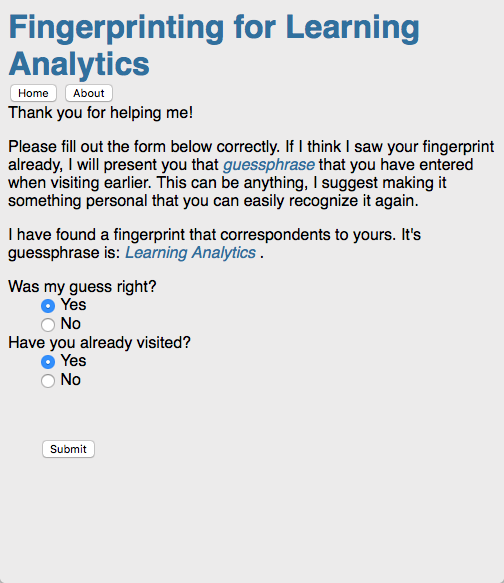 Fingerprinting for Learning
Analytics
Home About
Thank you for helping me!
Please fill out the form below correctly. If I think I saw your fingerprint
already, I will present you that guessphrase that you have entered
when visiting earlier. This can be anything, I suggest making it
something personal that you can easily recognize it again.
I have found a fingerprint that correspondents to yours. It's
guessphrase is: Learning Analytics .
Was my guess right?
Yes
No
Have you already visited?
Yes
No
Submit